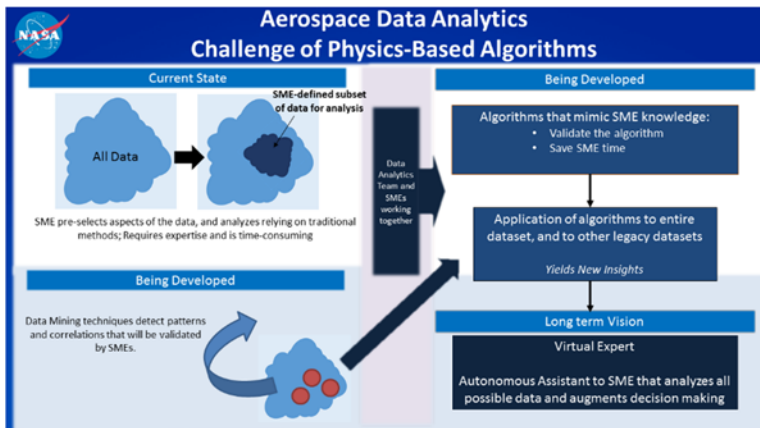 NASA
Aerospace Data Analytics
Challenge of Physics-Based Algorithms
Current State
SME-defined subset
of data for analysis
All Data
SME pre-selects aspects of the data, and analyzes relying on traditional
methods; Requires expertise and is time-consuming
Being Developed
Data Mining techniques detect patterns
and correlations that will be validated
by SMEs.
Data
Analytics
Team and
SMEs
working
together
Being Developed
Algorithms that mimic SME knowledge:
• Validate the algorithm
• Save SME time
Application of algorithms to entire
dataset, and to other legacy datasets
Yields New Insights
Long term Vision
Virtual Expert
Autonomous Assistant to SME that analyzes all
possible data and augments decision making